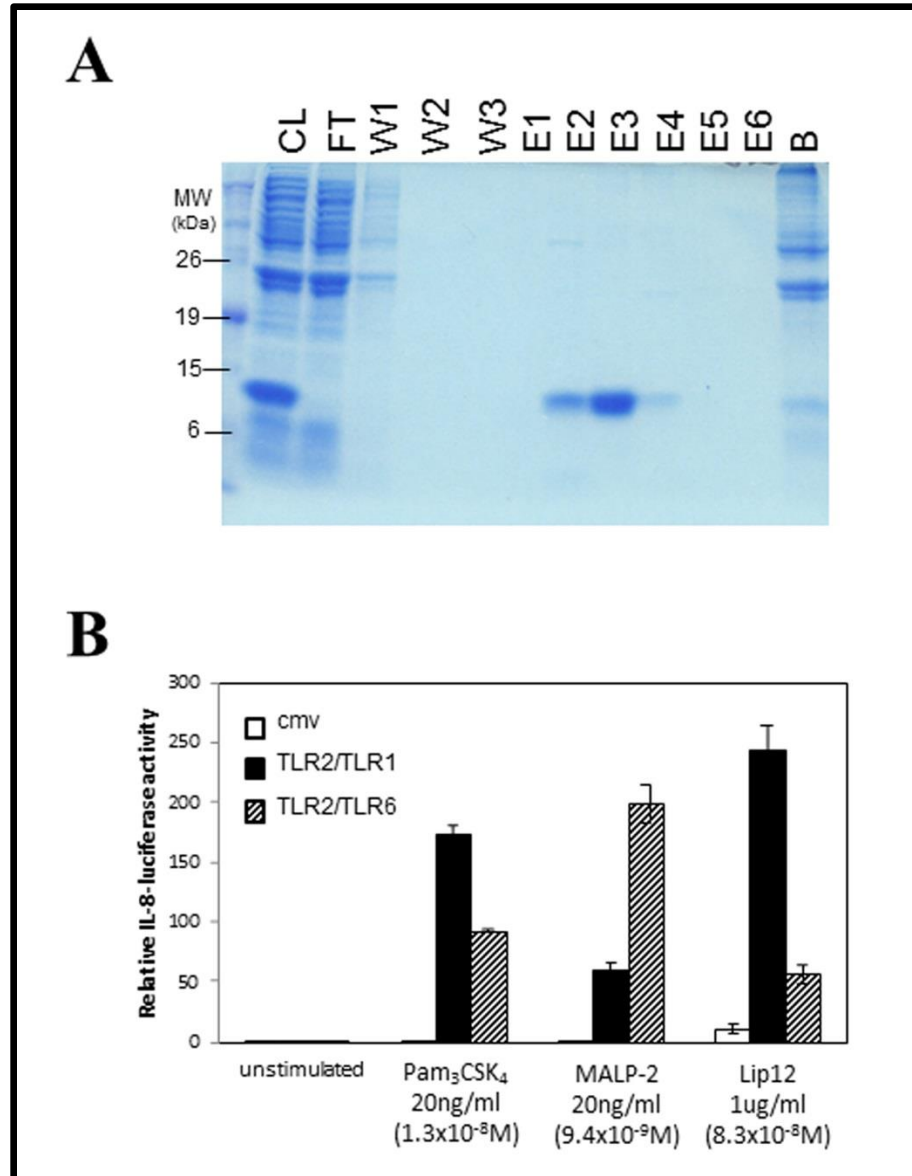 A
CL FT W1 W2 W3 E1 E2 E3 E4 E5 E6 B
MW
(kDa)
26
19
15
6
B
Relative IL-8-luciferase activity
300
250
200
150
100
50
0
cmv
TLR2/TLR1
TLR2/TLR6
unstimulated
Pam₃CSK₄
20ng/ml
(1.3x10⁻⁸M)
MALP-2
20ng/ml
(9.4x10⁻⁹M)
Lip12
1ug/ml
(8.3x10⁻⁸M)